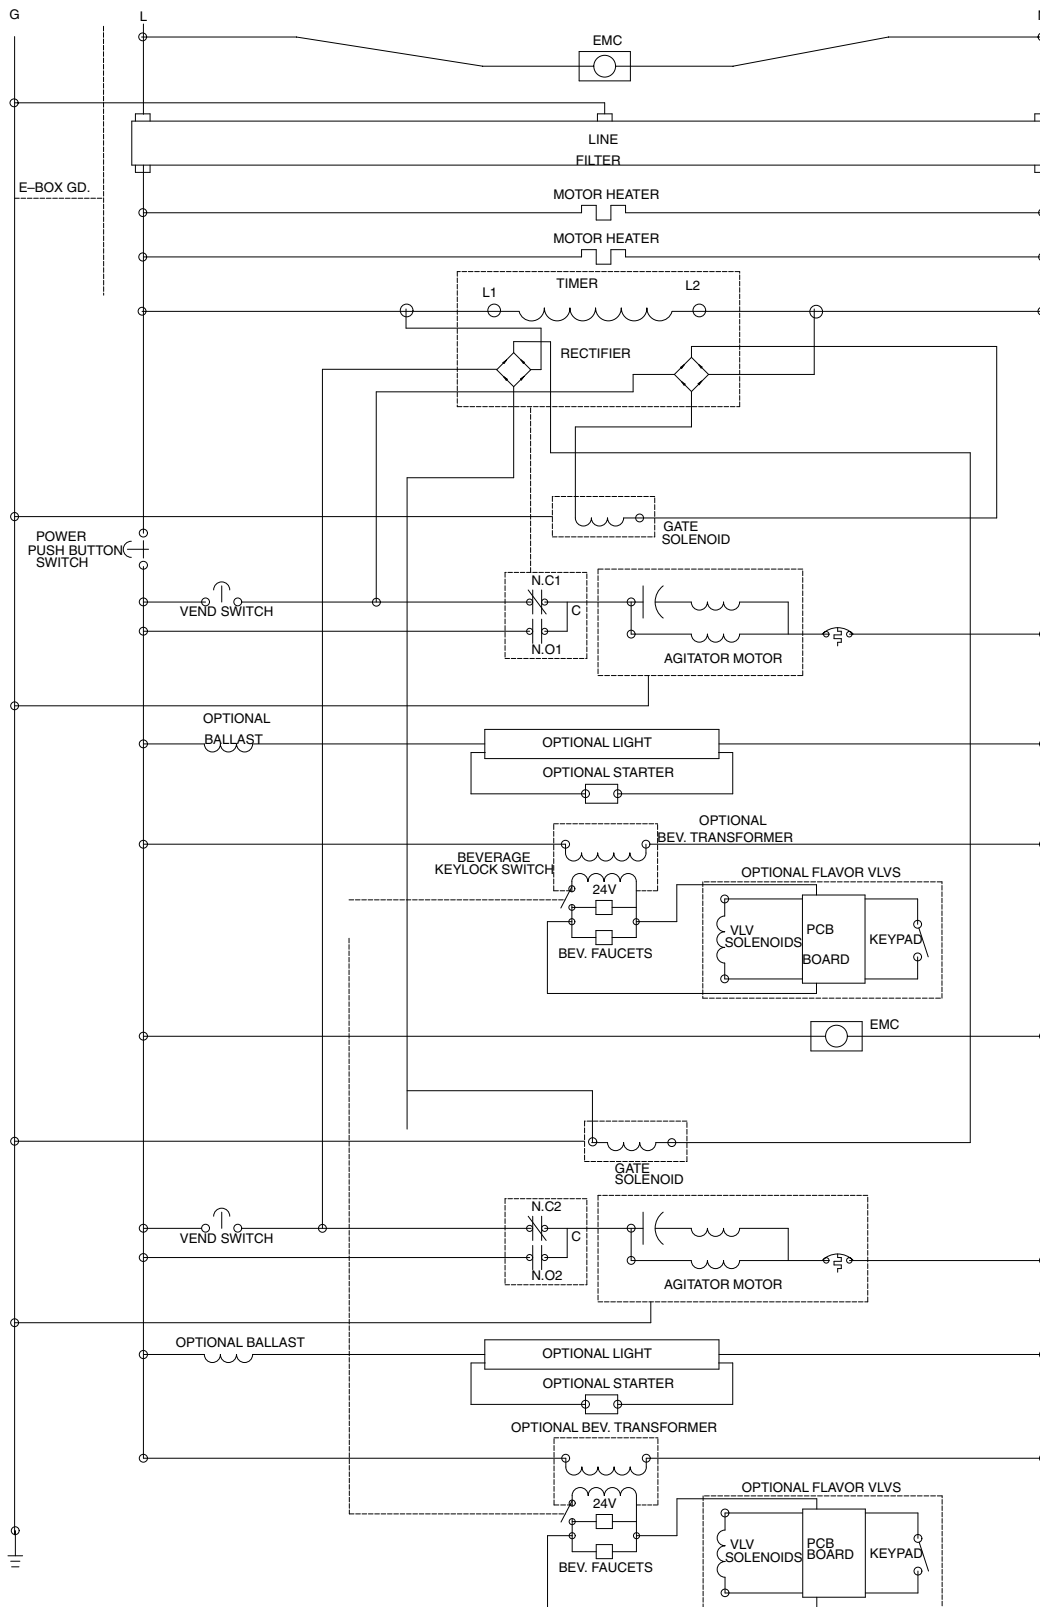 G
L
EMC
LINE
FILTER
E–BOX GD.
MOTOR HEATER
MOTOR HEATER
TIMER
L1
L2
RECTIFIER
GATE
SOLENOID
POWER
PUSH BUTTON
SWITCH
VEND SWITCH
N.C1
C
N.O1
AGITATOR MOTOR
OPTIONAL
BALLAST
OPTIONAL LIGHT
OPTIONAL STARTER
OPTIONAL
BEV. TRANSFORMER
BEVERAGE
KEYLOCK SWITCH
24V
BEV. FAUCETS
OPTIONAL FLAVOR VLVS
VLV
SOLENOIDS
PCB
BOARD
KEYPAD
EMC
GATE
SOLENOID
VEND SWITCH
N.C2
C
N.O2
AGITATOR MOTOR
OPTIONAL BALLAST
OPTIONAL LIGHT
OPTIONAL STARTER
OPTIONAL BEV. TRANSFORMER
24V
BEV. FAUCETS
OPTIONAL FLAVOR VLVS
VLV
SOLENOIDS
PCB
BOARD
KEYPAD